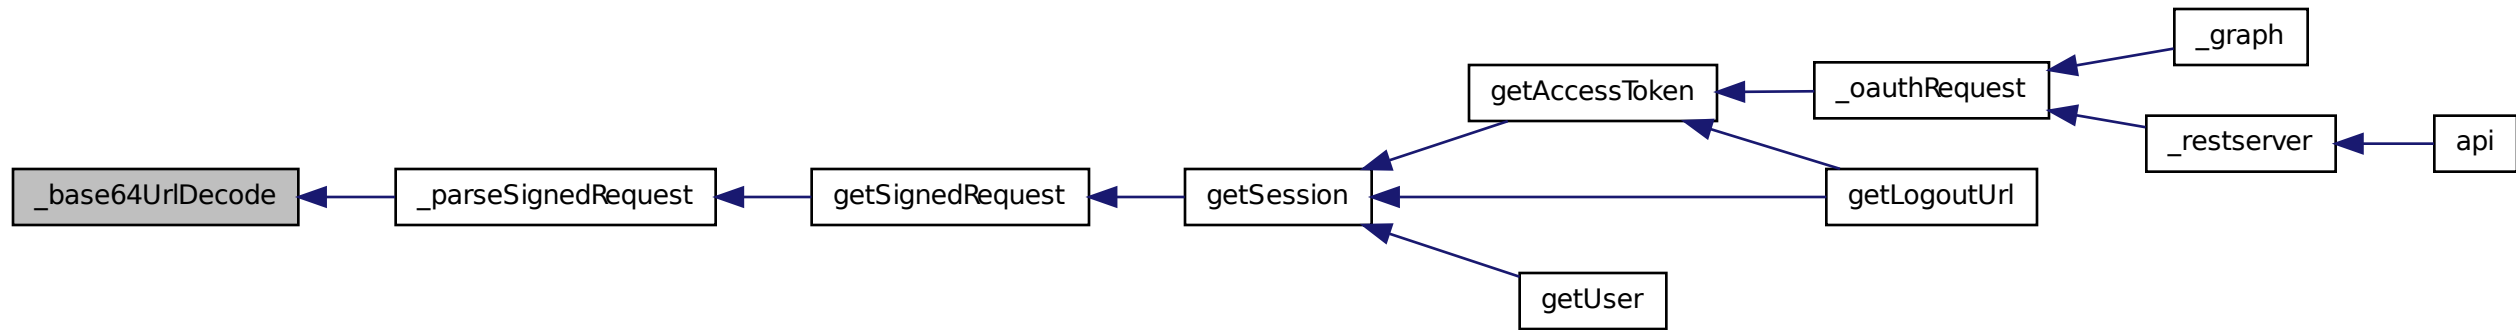 _base64UrlDecode
_parseSignedRequest
getSignedRequest
getSession
getAccessToken
_oauthRequest
_graph
_restserver
api
getLogoutUrl
getUser